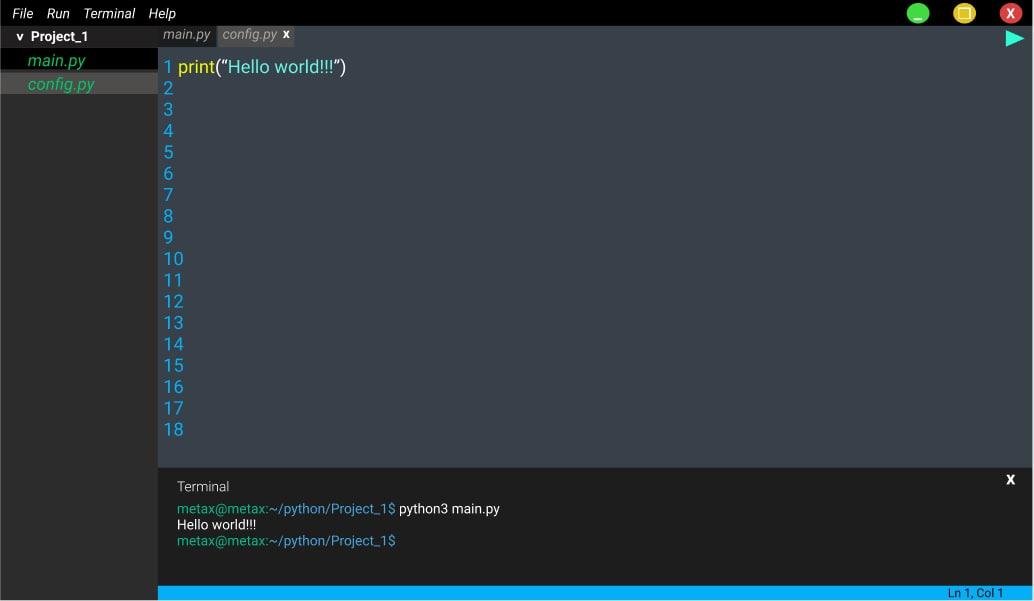 File Run Terminal Help X
v Project_1
main.py config.py x
main.py
config.py
1 print(“Hello world!!!”)
2
3
4
5
6
7
8
9
10
11
12
13
14
15
16
17
18
Terminal X
metax@metax:~/python/Project_1$ python3 main.py
Hello world!!!
metax@metax:~/python/Project_1$
Ln 1, Col 1